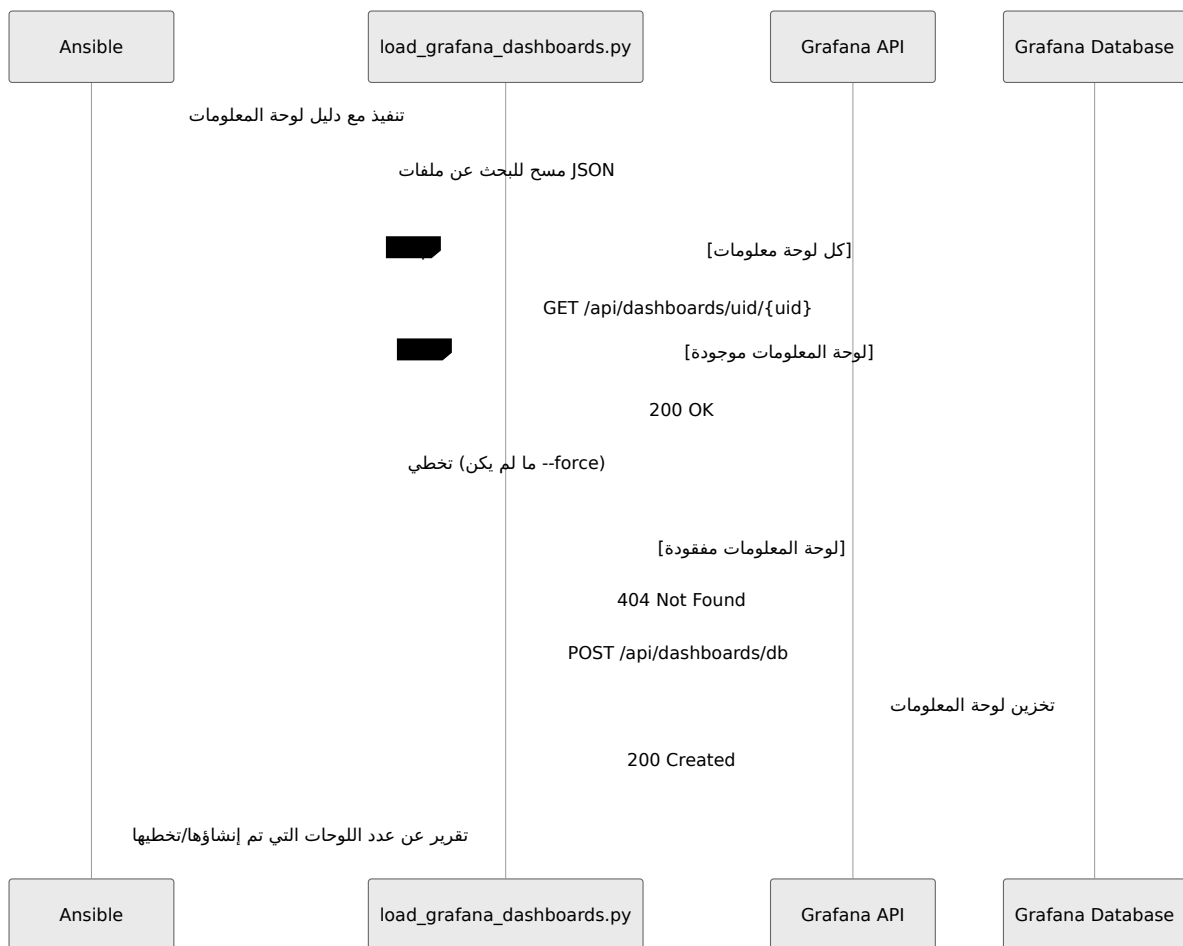 Ansible
load_grafana_dashboards.py
Grafana API
Grafana Database
تنفيذ مع دليل لوحة المعلومات
مسح للبحث عن ملفات JSON
[كل لوحة معلومات]
GET /api/dashboards/uid/{uid}
[لوحة المعلومات موجودة]
200 OK
تخطي (ما لم يكن --force)
[لوحة المعلومات مفقودة]
404 Not Found
POST /api/dashboards/db
تخزين لوحة المعلومات
200 Created
تقرير عن عدد اللوحات التي تم إنشاؤها/تخطيها
Ansible
load_grafana_dashboards.py
Grafana API
Grafana Database